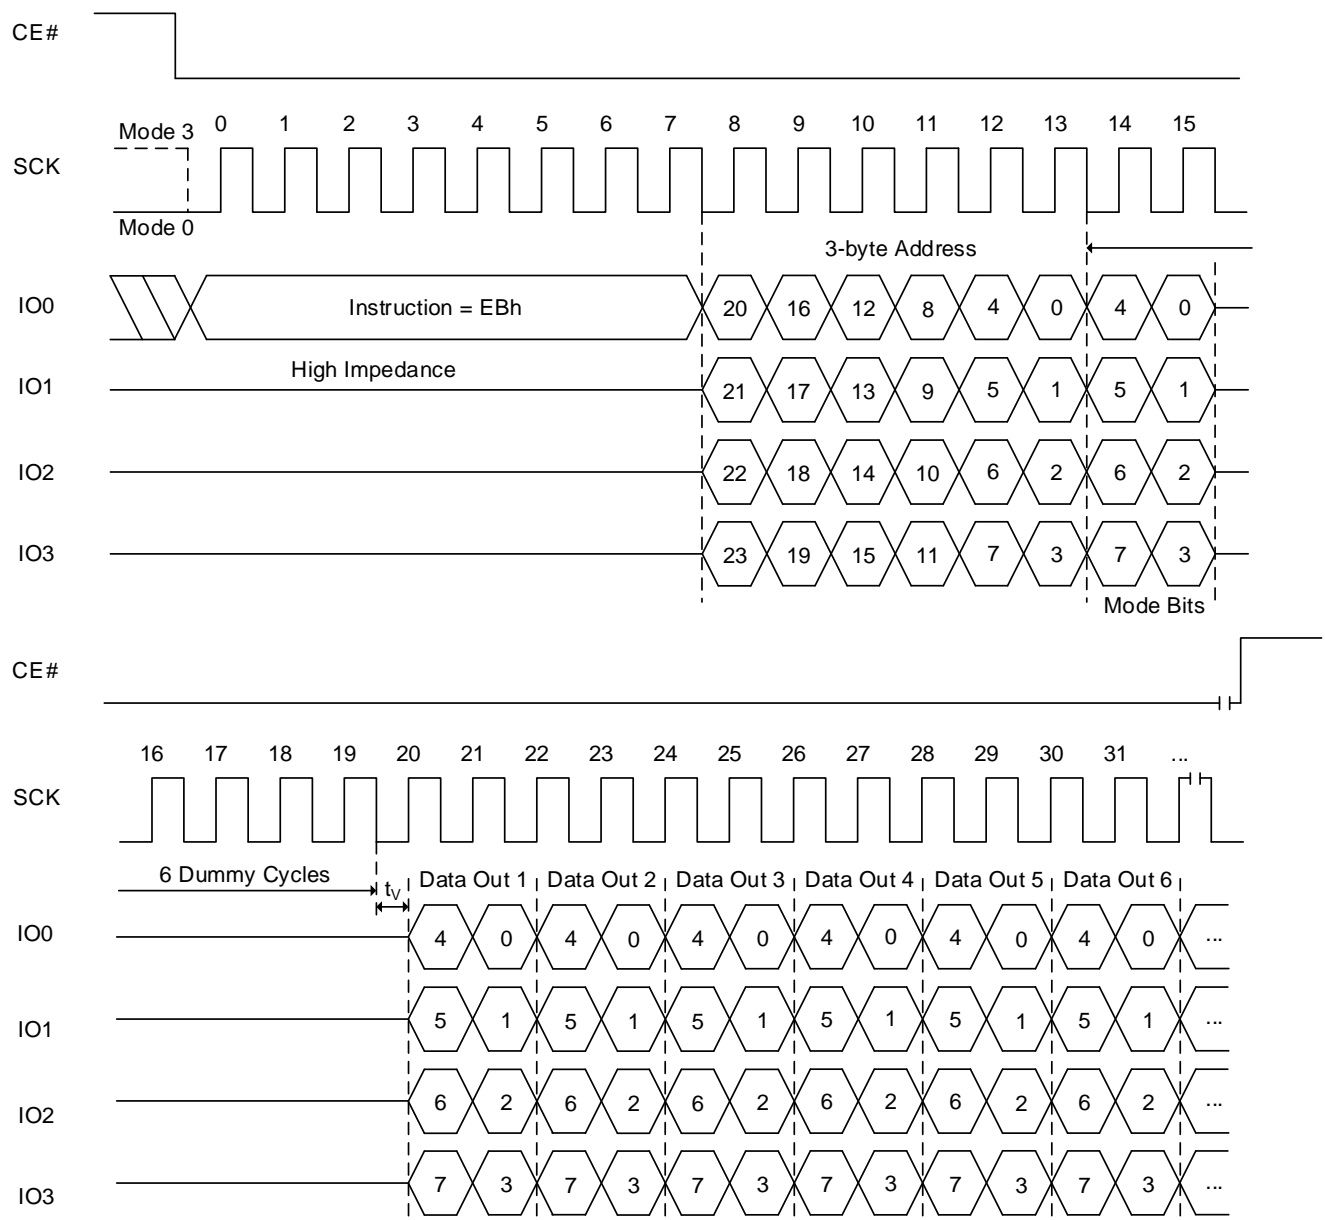 CE#
Mode 3 0 1 2 3 4 5 6 7 8 9 10 11 12 13 14 15
SCK
Mode 0
3-byte Address
IO0 Instruction = EBh 20 16 12 8 4 0 4 0
High Impedance
IO1 21 17 13 9 5 1 5 1
IO2 22 18 14 10 6 2 6 2
IO3 23 19 15 11 7 3 7 3
Mode Bits
CE#
16 17 18 19 20 21 22 23 24 25 26 27 28 29 30 31 ...
SCK
6 Dummy Cycles tV Data Out 1 Data Out 2 Data Out 3 Data Out 4 Data Out 5 Data Out 6
IO0 4 0 4 0 4 0 4 0 4 0 4 0 ...
IO1 5 1 5 1 5 1 5 1 5 1 5 1 ...
IO2 6 2 6 2 6 2 6 2 6 2 6 2 ...
IO3 7 3 7 3 7 3 7 3 7 3 7 3 ...